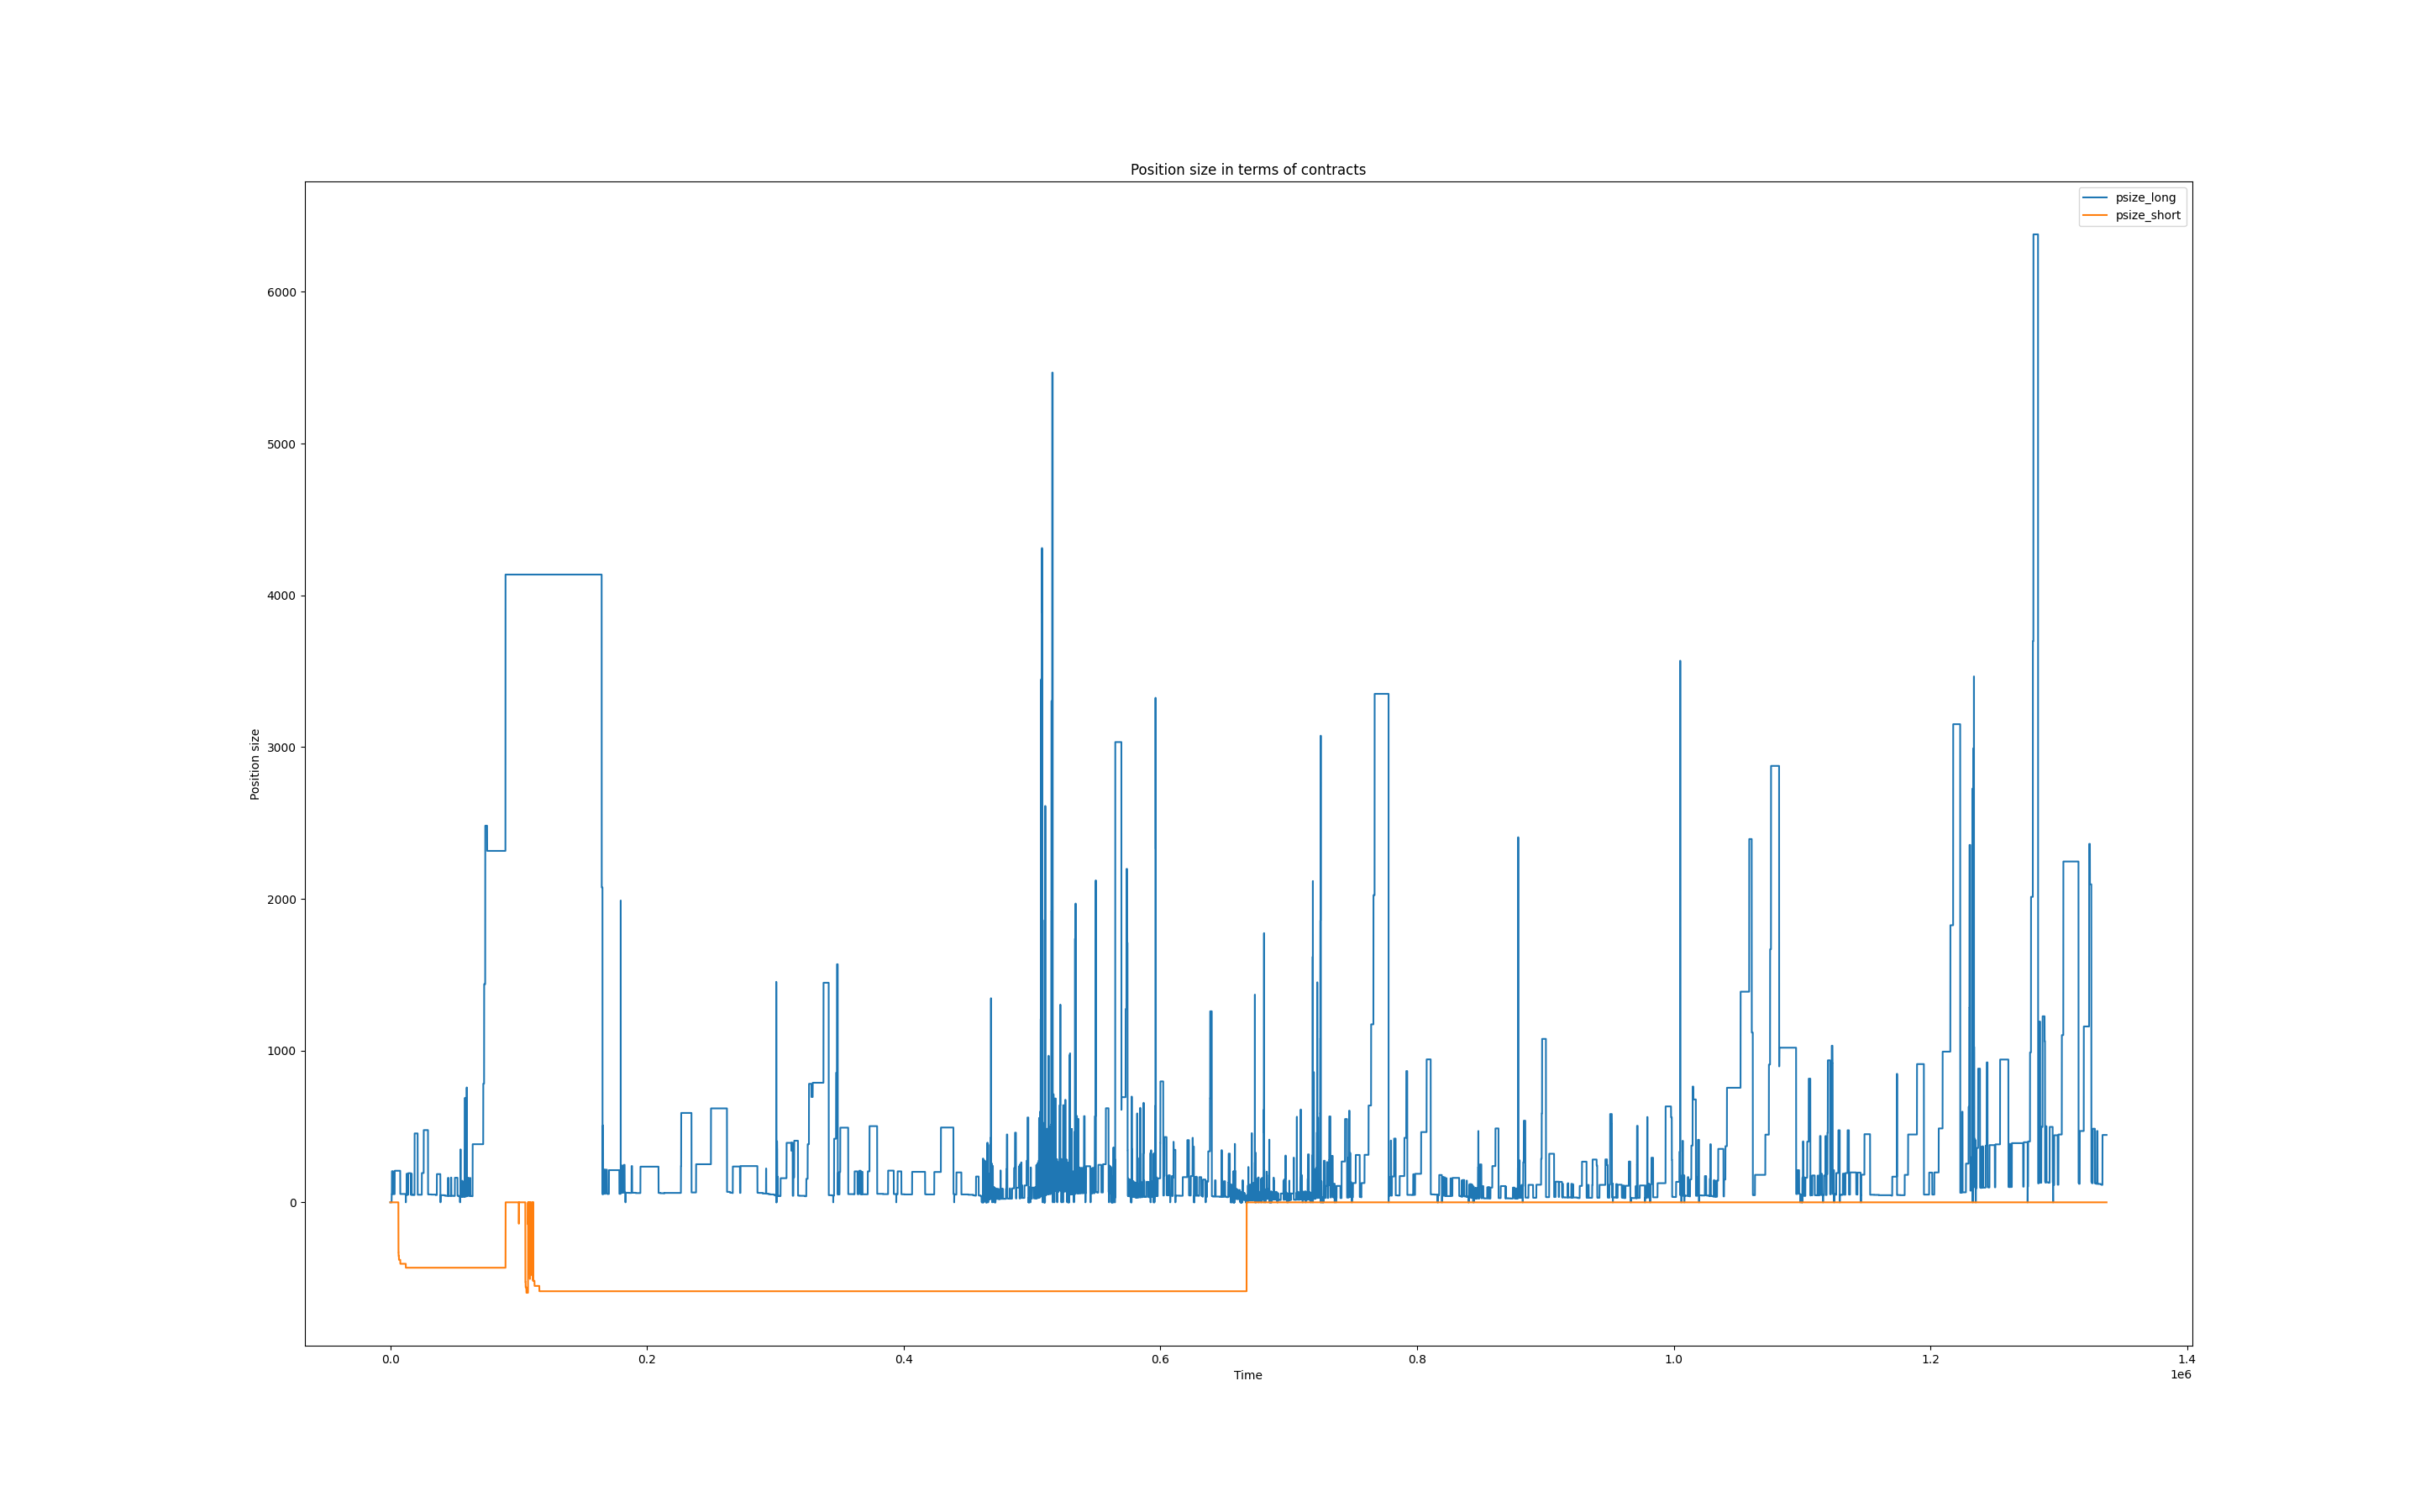 Position size in terms of contracts
psize_long
psize_short
6000
5000
4000
3000
2000
1000
0
Position size
0.0
0.2
0.4
0.6
0.8
1.0
1.2
1.4
Time
1e6